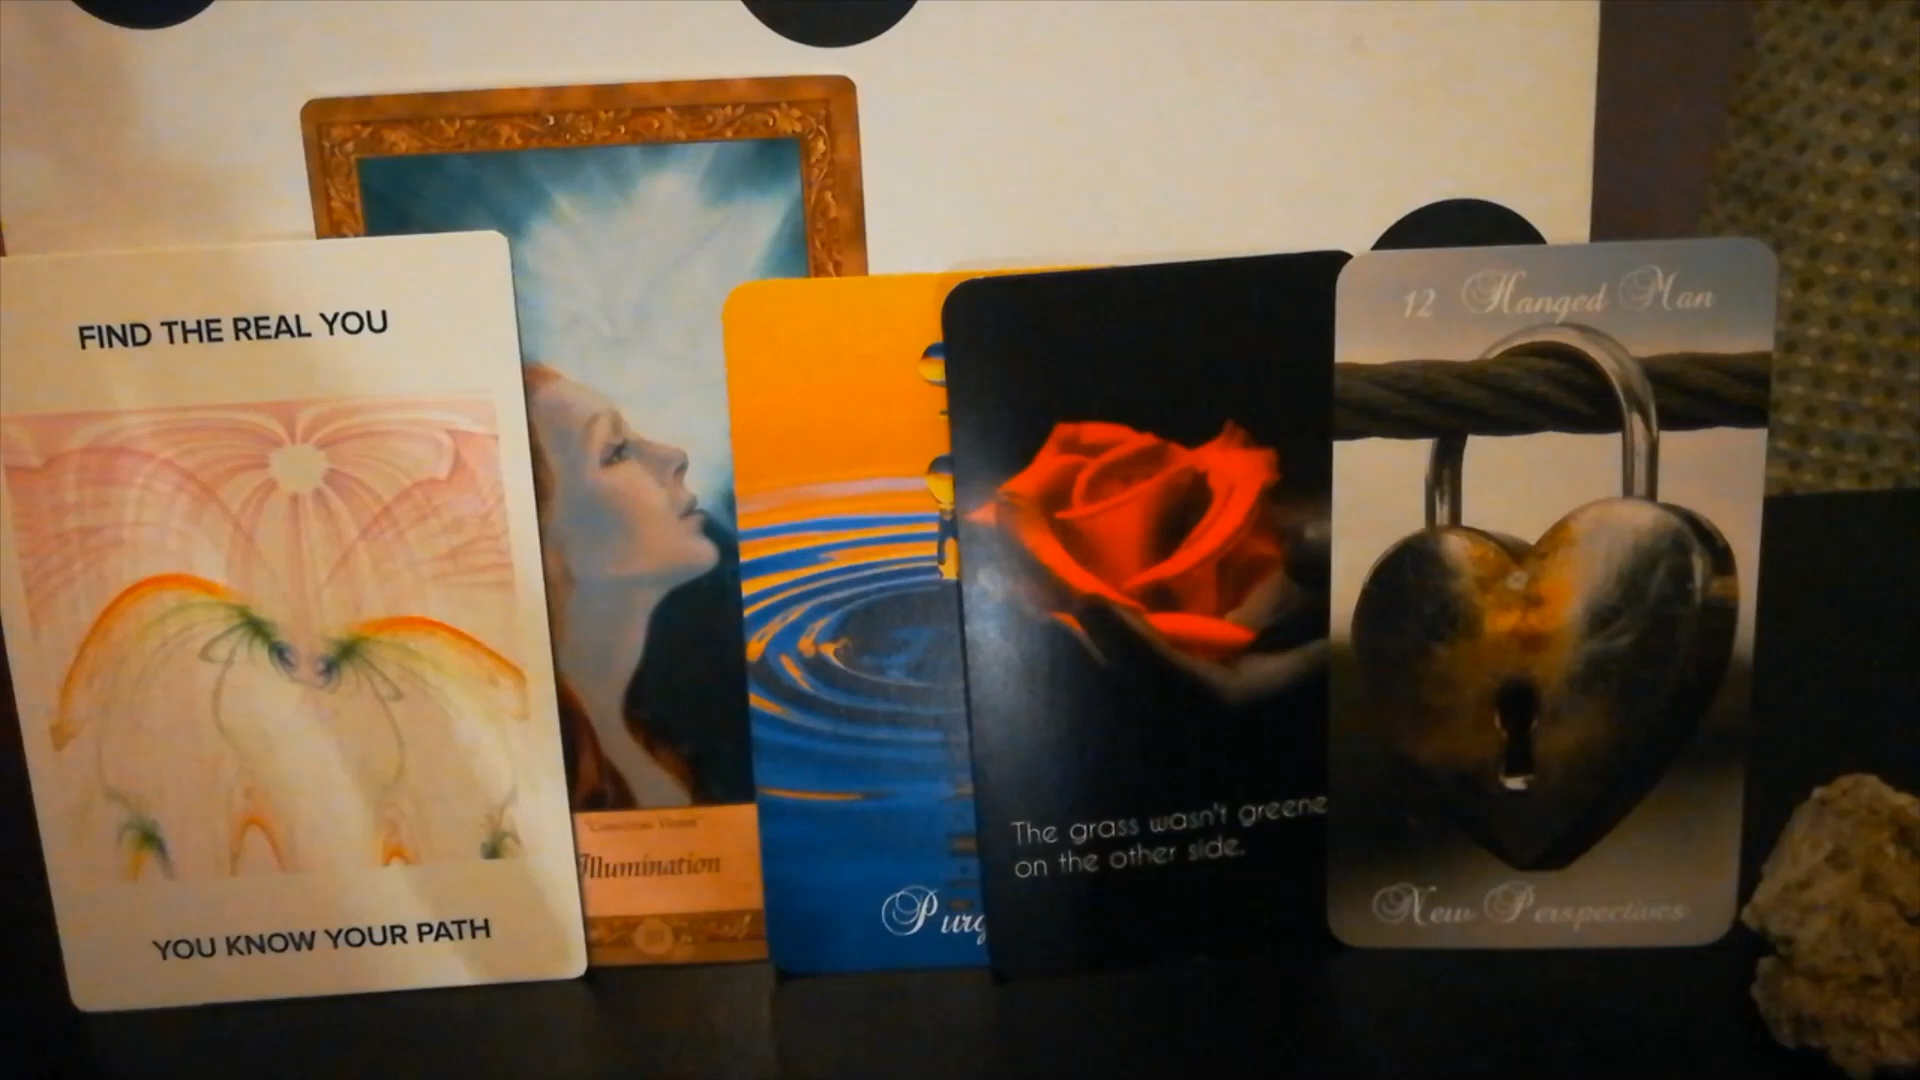 FIND THE REAL YOU
YOU KNOW YOUR PATH
Illumination
The grass wasn't greene
on the other side.
12 Hanged Man
New Perspectives